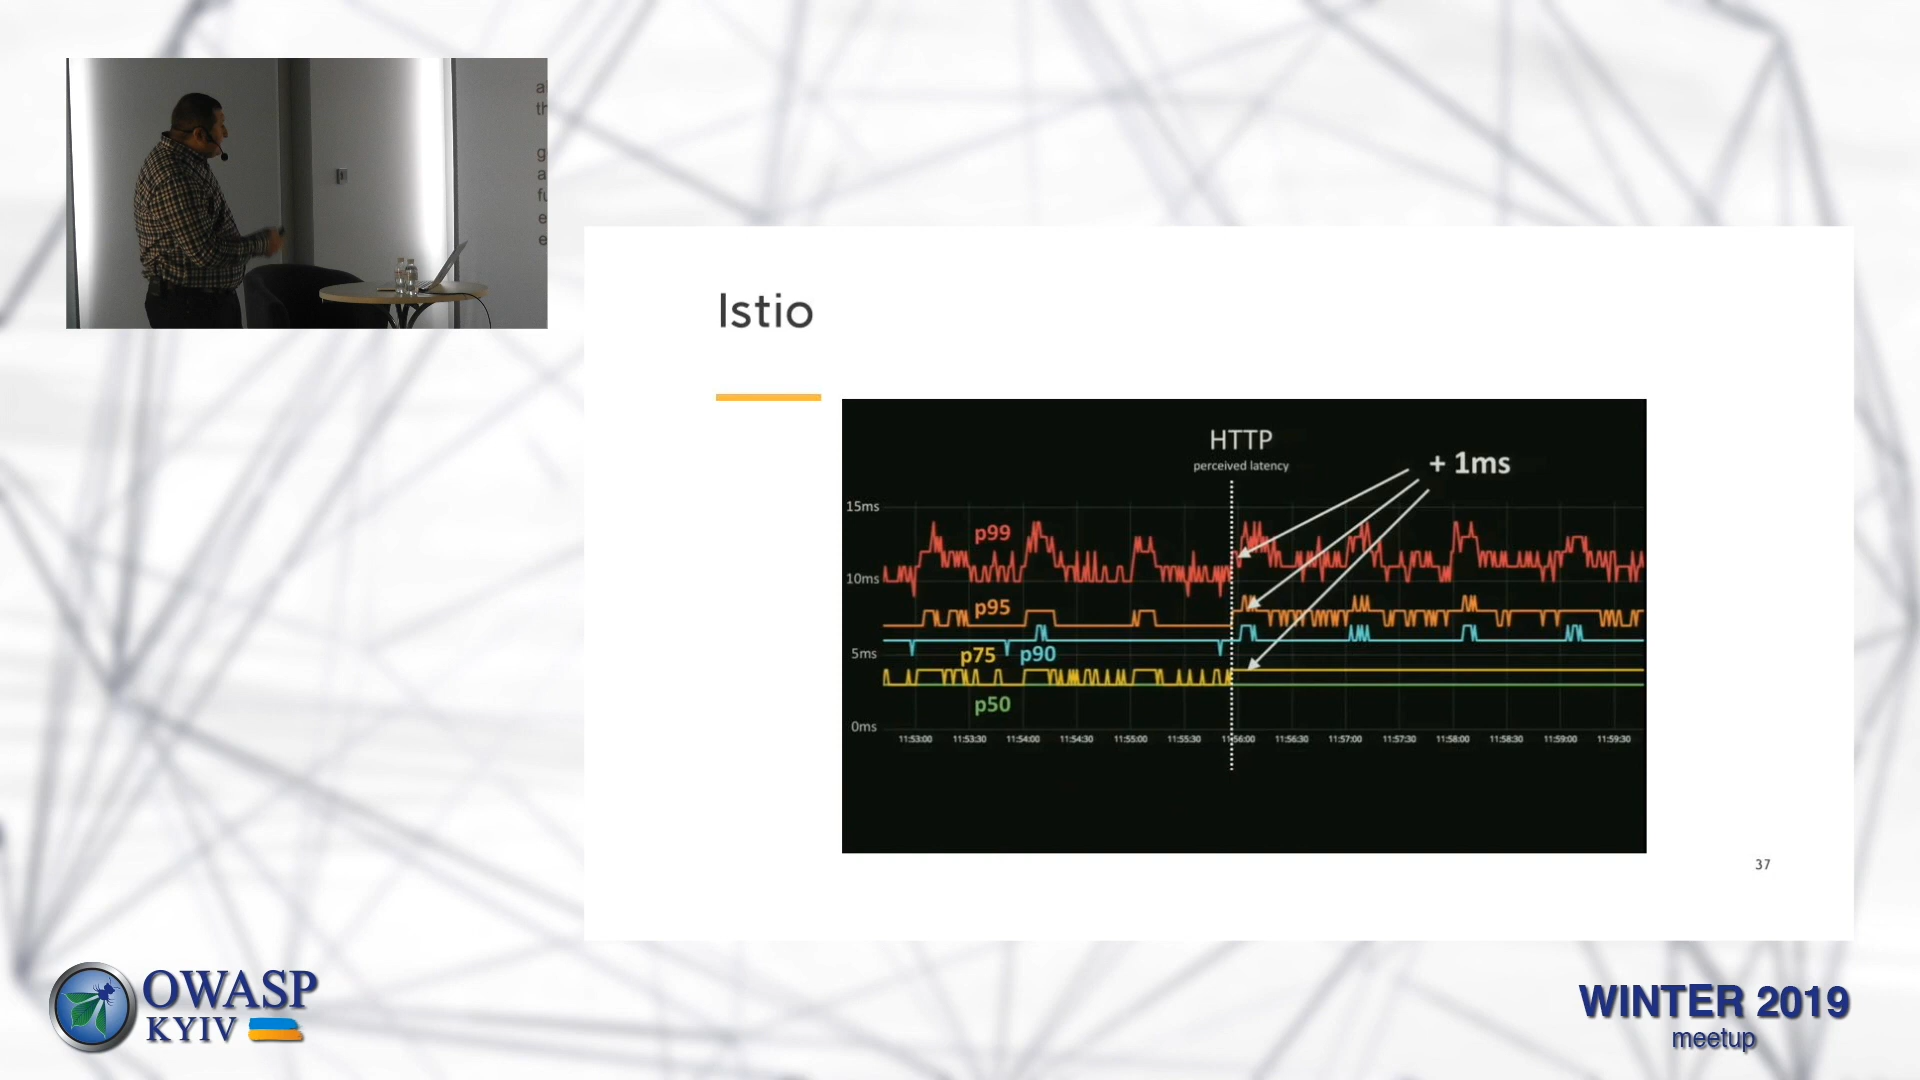 a
th
g
a
fu
e
e
Istio
HTTP
perceived latency
+ 1ms
15ms
p99
10ms
p95
5ms
p75
p90
p50
0ms
11:53:00 11:53:30 11:54:00 11:54:30 11:55:00 11:55:30 11:56:00 11:56:30 11:57:00 11:57:30 11:58:00 11:58:30 11:59:00 11:59:30
37
OWASP
KYIV
WINTER 2019
meetup